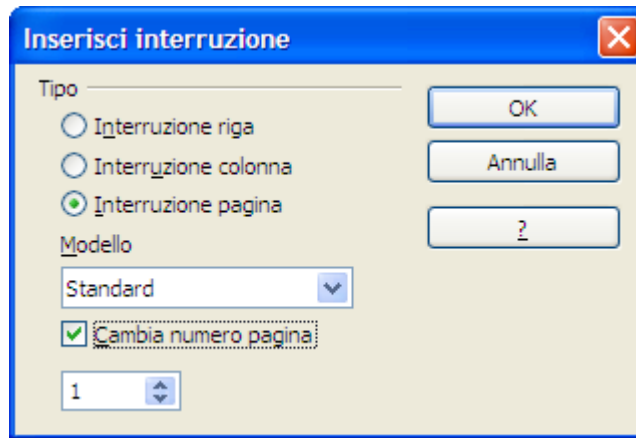 Inserisci interruzione
Tipo
Interruzione riga
Interruzione colonna
Interruzione pagina
Modello
Standard
Cambia numero pagina
1
OK
Annulla
?